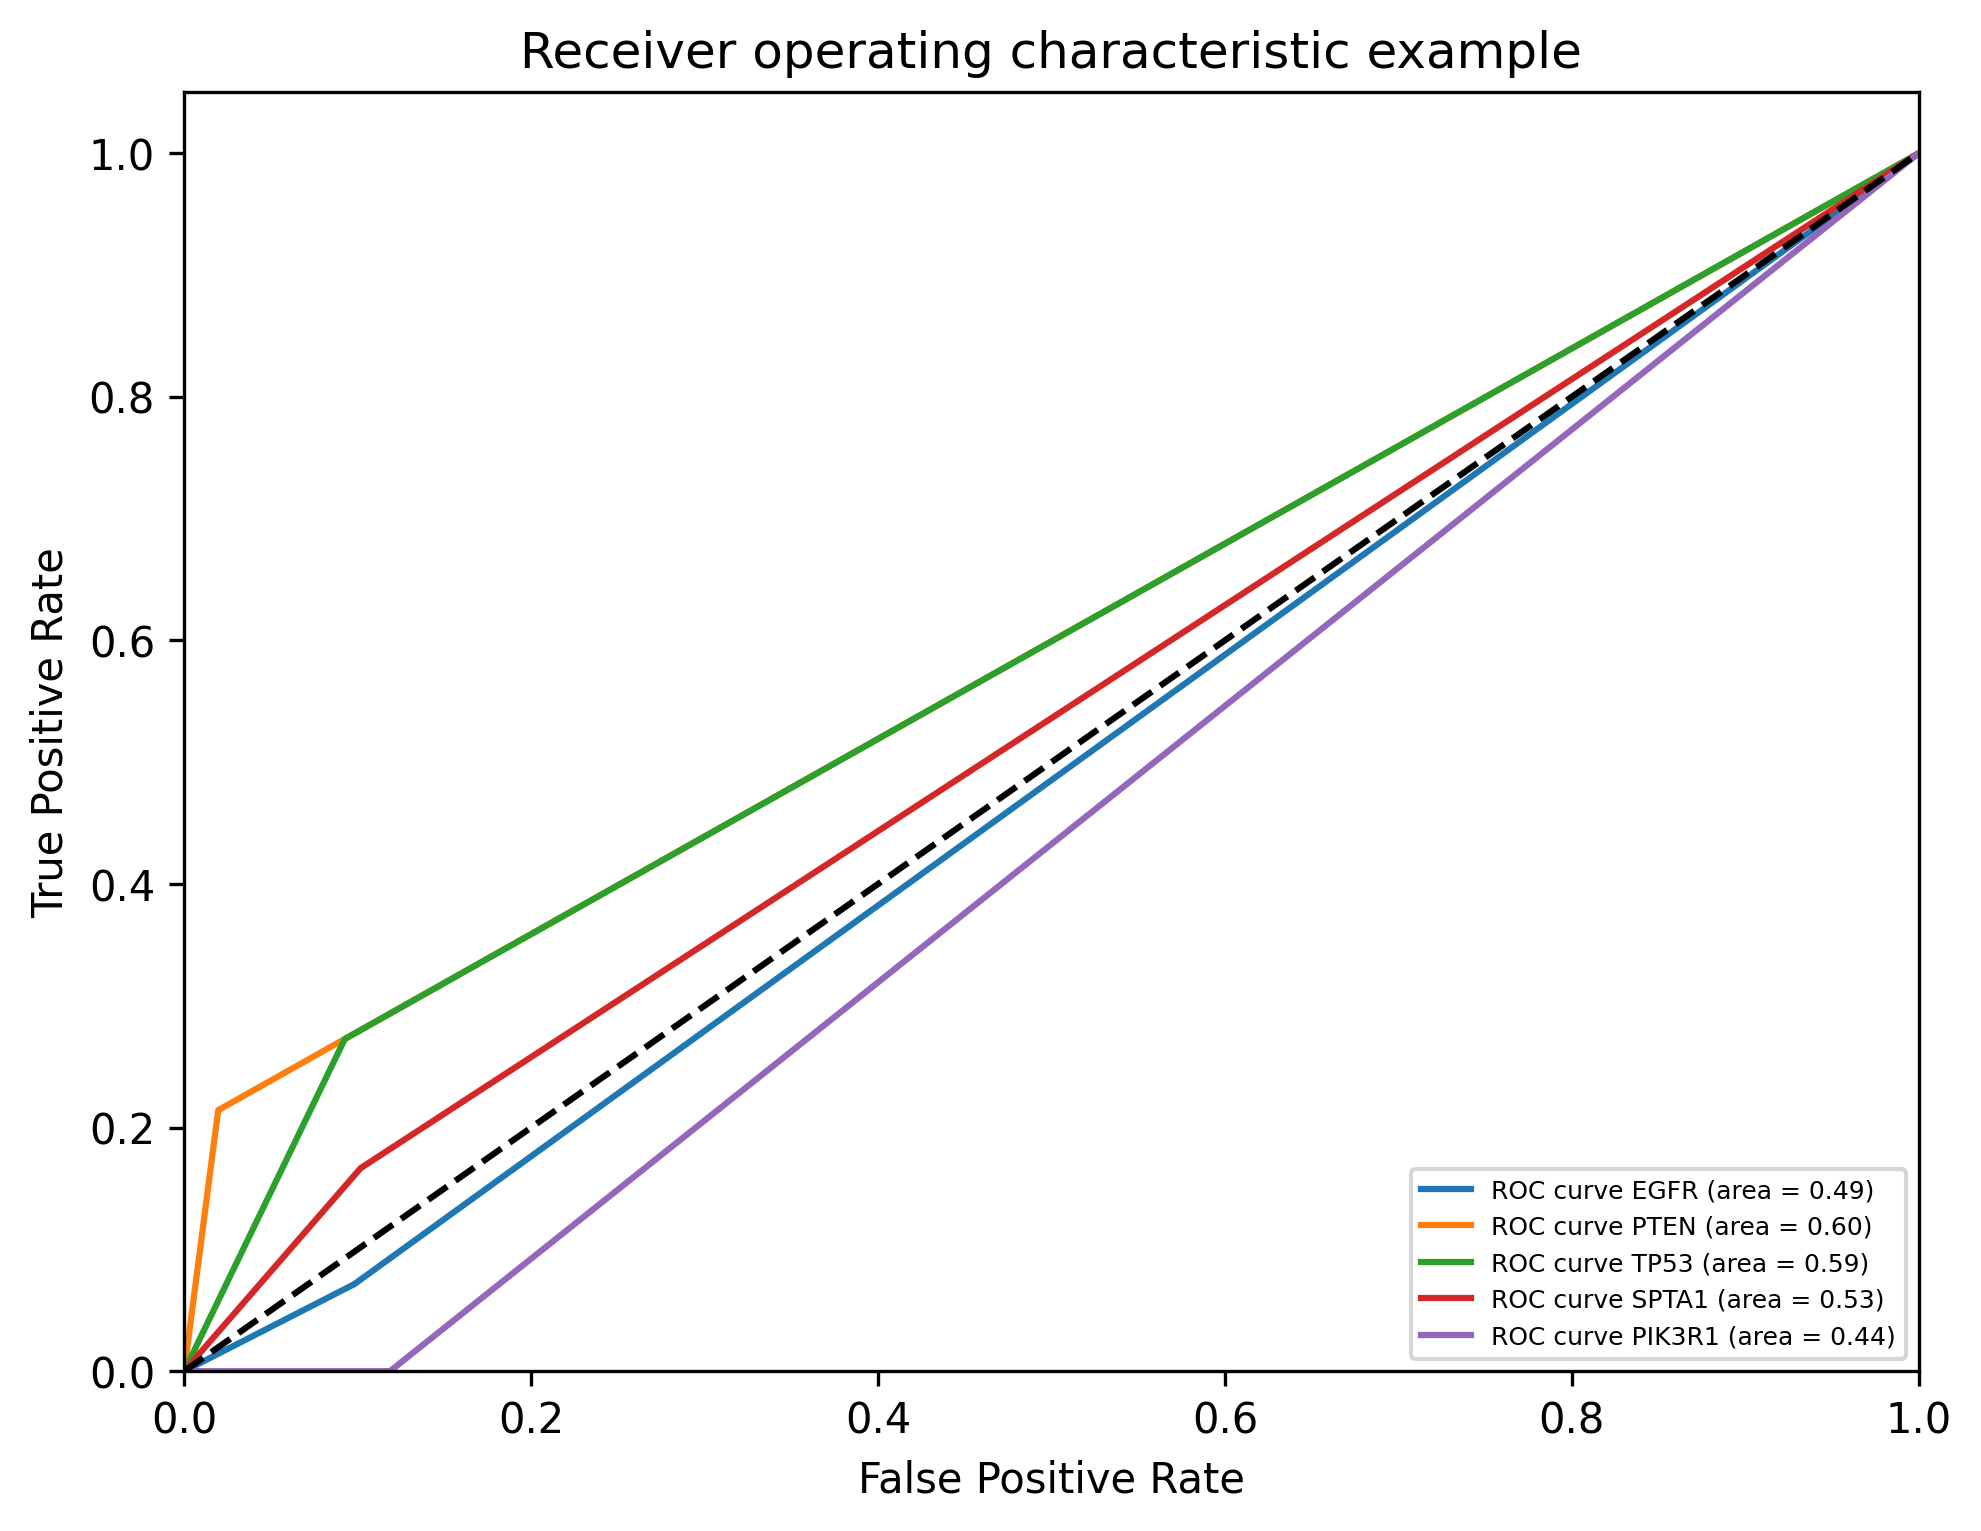 Receiver operating characteristic example
True Positive Rate
1.0
0.8
0.6
0.4
0.2
0.0
ROC curve EGFR (area = 0.49)
ROC curve PTEN (area = 0.60)
ROC curve TP53 (area = 0.59)
ROC curve SPTA1 (area = 0.53)
ROC curve PIK3R1 (area = 0.44)
0.0 0.2 0.4 0.6 0.8 1.0
False Positive Rate